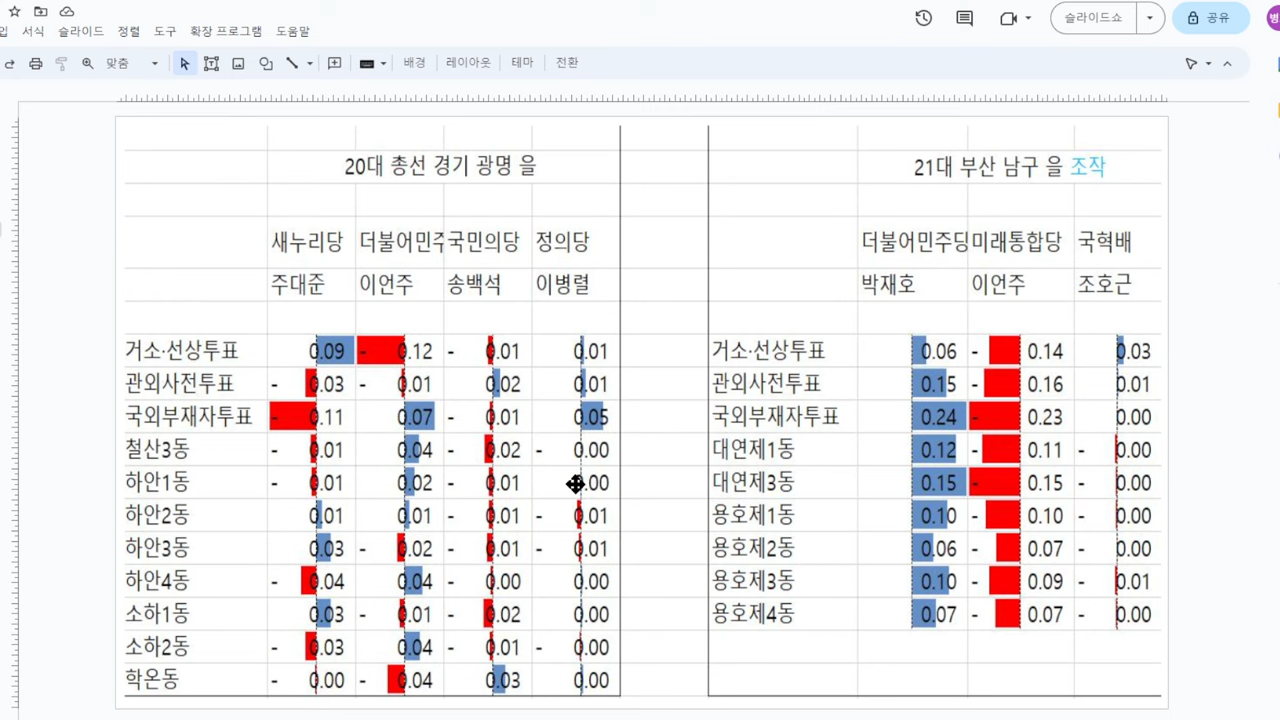 입 서식 슬라이드 정렬 도구 확장 프로그램 도움말
슬라이드쇼
공유
병
맞춤
배경 레이아웃 테마 전환
20대 총선 경기 광명 을
새누리당 더불어민주 국민의당 정의당
주대준 이언주 송백석 이병렬
거소·선상투표 0.09 - 0.12 - 0.01 0.01
관외사전투표 - 0.03 - 0.01 0.02 0.01
국외부재자투표 - 0.11 0.07 - 0.01 0.05
철산3동 - 0.01 0.04 - 0.02 - 0.00
하안1동 - 0.01 0.02 - 0.01 0.00
하안2동 0.01 0.01 - 0.01 - 0.01
하안3동 0.03 - 0.02 - 0.01 - 0.01
하안4동 - 0.04 0.04 - 0.00 0.00
소하1동 0.03 - 0.01 - 0.02 0.00
소하2동 - 0.03 0.04 - 0.01 - 0.00
학온동 - 0.00 - 0.04 0.03 0.00
21대 부산 남구 을 조작
더불어민주당 미래통합당 국혁배
박재호 이언주 조호근
거소·선상투표 0.06 - 0.14 0.03
관외사전투표 0.15 - 0.16 0.01
국외부재자투표 0.24 - 0.23 0.00
대연제1동 0.12 - 0.11 - 0.00
대연제3동 0.15 - 0.15 - 0.00
용호제1동 0.10 - 0.10 - 0.00
용호제2동 0.06 - 0.07 - 0.00
용호제3동 0.10 - 0.09 - 0.01
용호제4동 0.07 - 0.07 - 0.00